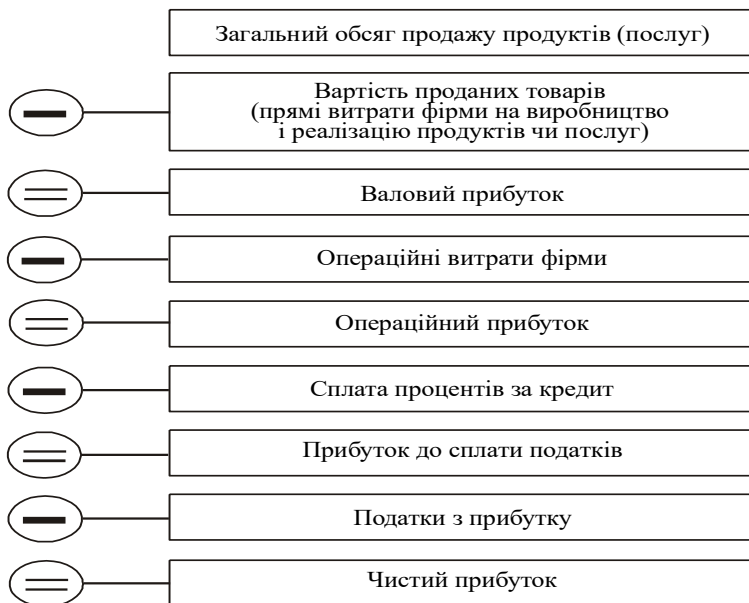 Загальний обсяг продажу продуктів (послуг)
Вартість проданих товарів
(прямі витрати фірми на виробництво
і реалізацію продуктів чи послуг)
Валовий прибуток
Операційні витрати фірми
Операційний прибуток
Сплата процентів за кредит
Прибуток до сплати податків
Податки з прибутку
Чистий прибуток